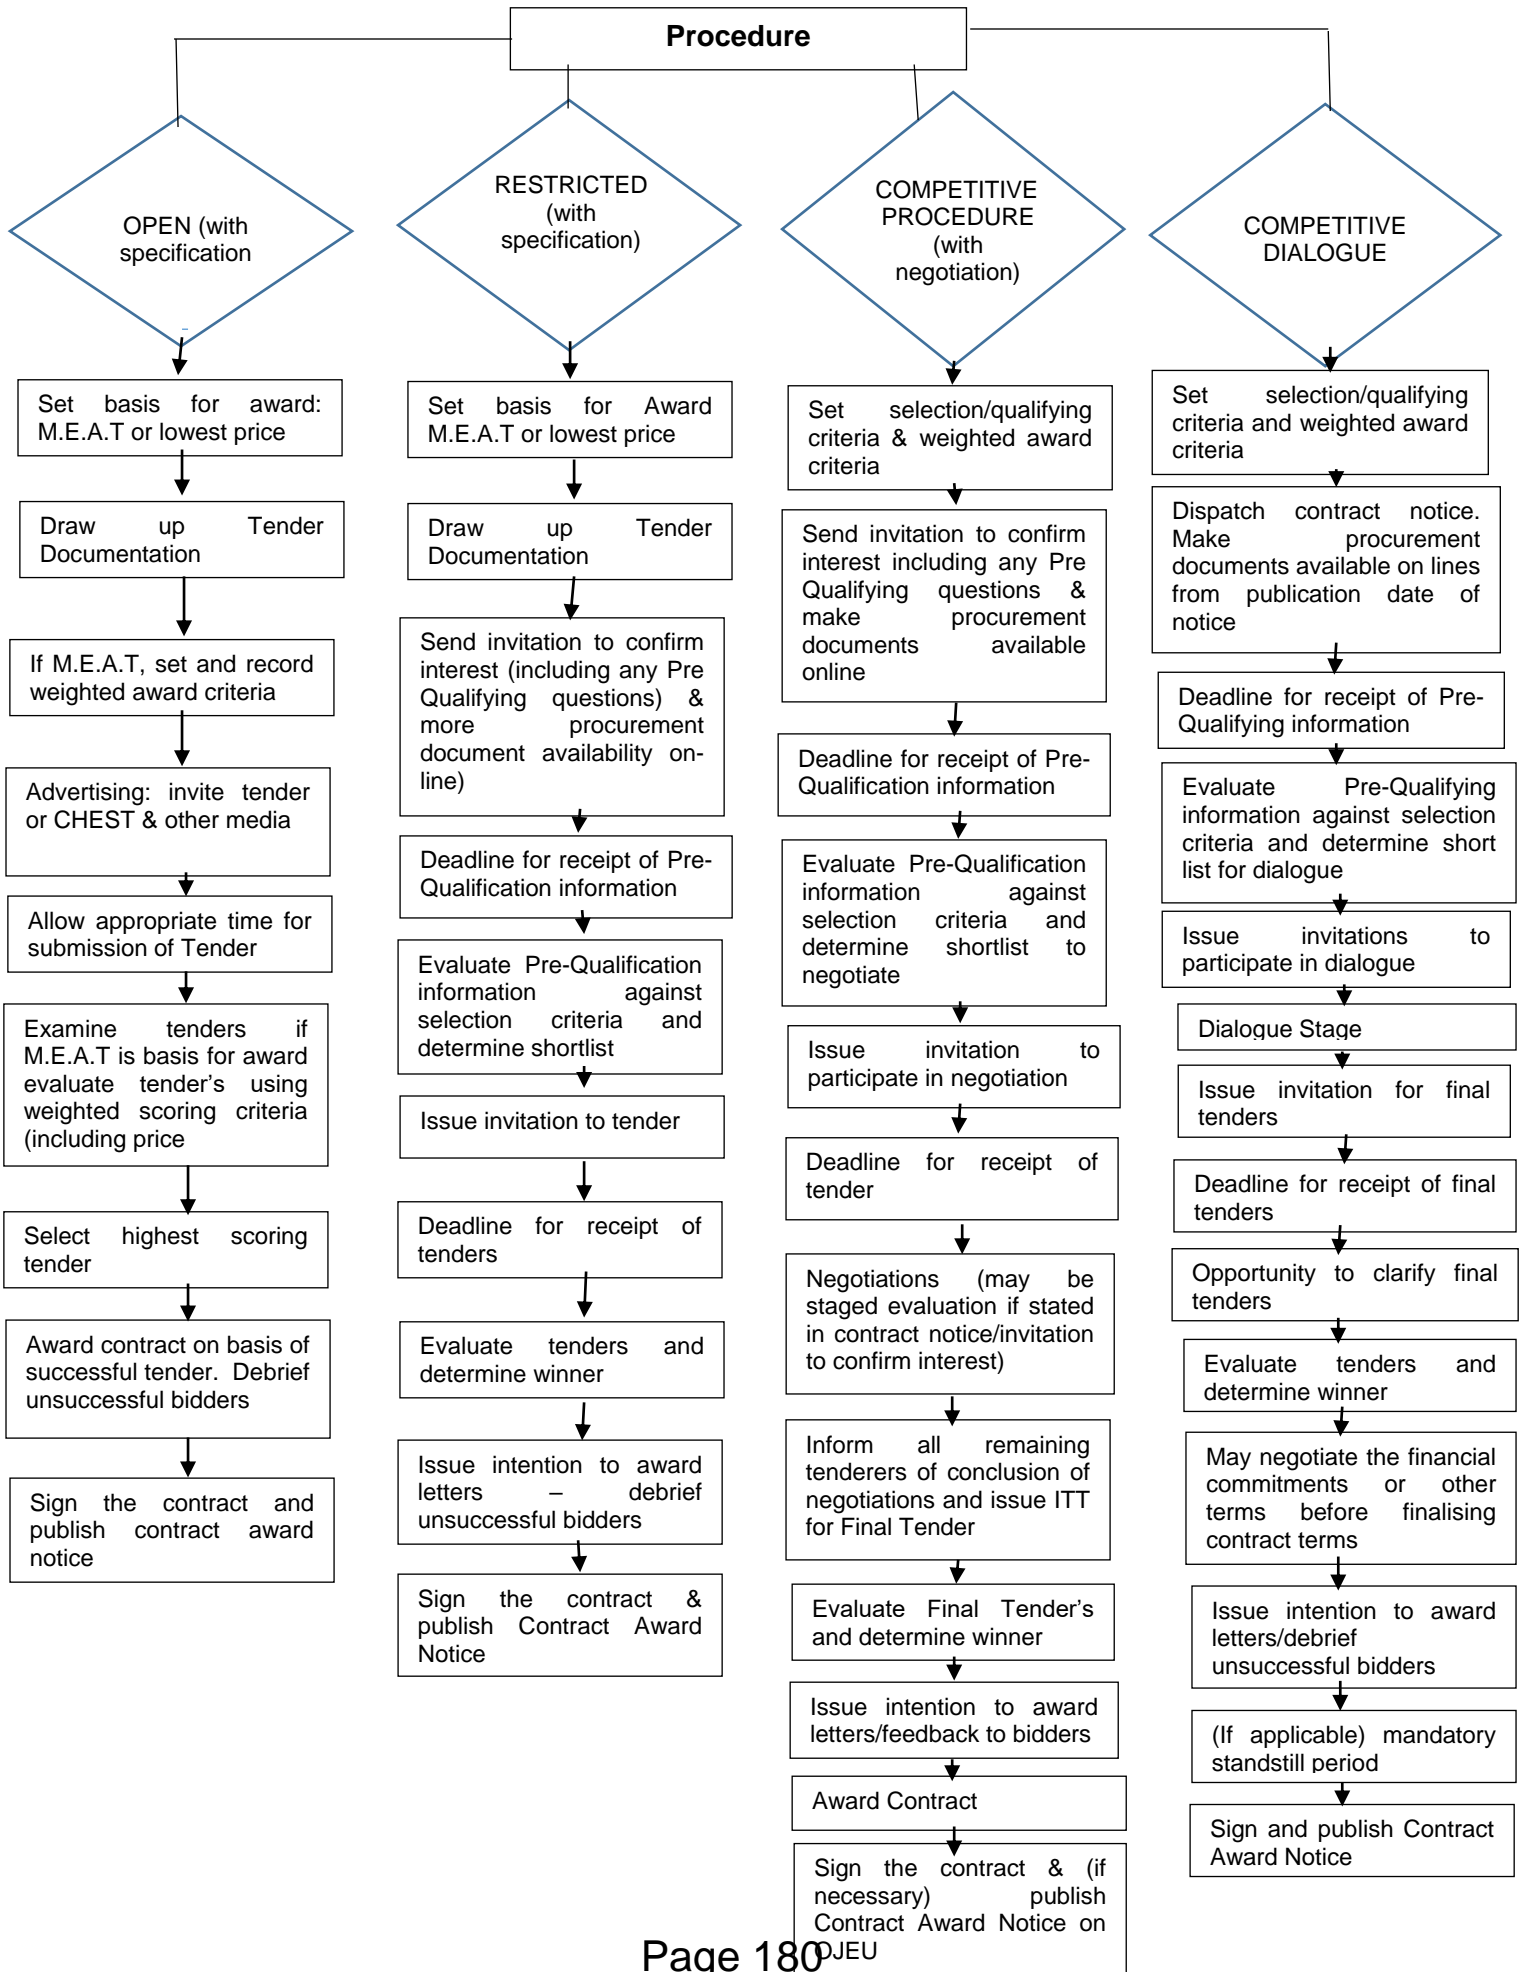 Procedure
OPEN (with
specification
RESTRICTED
(with
specification)
COMPETITIVE
PROCEDURE
(with
negotiation)
COMPETITIVE
DIALOGUE
Set basis for award:
M.E.A.T or lowest price
Draw up Tender
Documentation
If M.E.A.T, set and record
weighted award criteria
Advertising: invite tender
or CHEST & other media
Allow appropriate time for
submission of Tender
Examine tenders if
M.E.A.T is basis for award
evaluate tender's using
weighted scoring criteria
(including price
Select highest scoring
tender
Award contract on basis of
successful tender. Debrief
unsuccessful bidders
Sign the contract and
publish contract award
notice
Set basis for Award
M.E.A.T or lowest price
Draw up Tender
Documentation
Send invitation to confirm
interest (including any Pre
Qualifying questions) &
more procurement
document availability on-
line)
Deadline for receipt of Pre-
Qualification information
Evaluate Pre-Qualification
information against
selection criteria and
determine shortlist
Issue invitation to tender
Deadline for receipt of
tenders
Evaluate tenders and
determine winner
Issue intention to award
letters – debrief
unsuccessful bidders
Sign the contract &
publish Contract Award
Notice
Set selection/qualifying
criteria & weighted award
criteria
Send invitation to confirm
interest including any Pre
Qualifying questions &
make procurement
documents available
online
Deadline for receipt of Pre-
Qualification information
Evaluate Pre-Qualification
information against
selection criteria and
determine shortlist to
negotiate
Issue invitation to
participate in negotiation
Deadline for receipt of
tender
Negotiations (may be
staged evaluation if stated
in contract notice/invitation
to confirm interest)
Inform all remaining
tenderers of conclusion of
negotiations and issue ITT
for Final Tender
Evaluate Final Tender's
and determine winner
Issue intention to award
letters/feedback to bidders
Award Contract
Sign the contract & (if
necessary) publish
Contract Award Notice on
OJEU
Set selection/qualifying
criteria and weighted award
criteria
Dispatch contract notice.
Make procurement
documents available on lines
from publication date of
notice
Deadline for receipt of Pre-
Qualifying information
Evaluate Pre-Qualifying
information against selection
criteria and determine short
list for dialogue
Issue invitations to
participate in dialogue
Dialogue Stage
Issue invitation for final
tenders
Deadline for receipt of final
tenders
Opportunity to clarify final
tenders
Evaluate tenders and
determine winner
May negotiate the financial
commitments or other
terms before finalising
contract terms
Issue intention to award
letters/debrief
unsuccessful bidders
(If applicable) mandatory
standstill period
Sign and publish Contract
Award Notice
Page 180